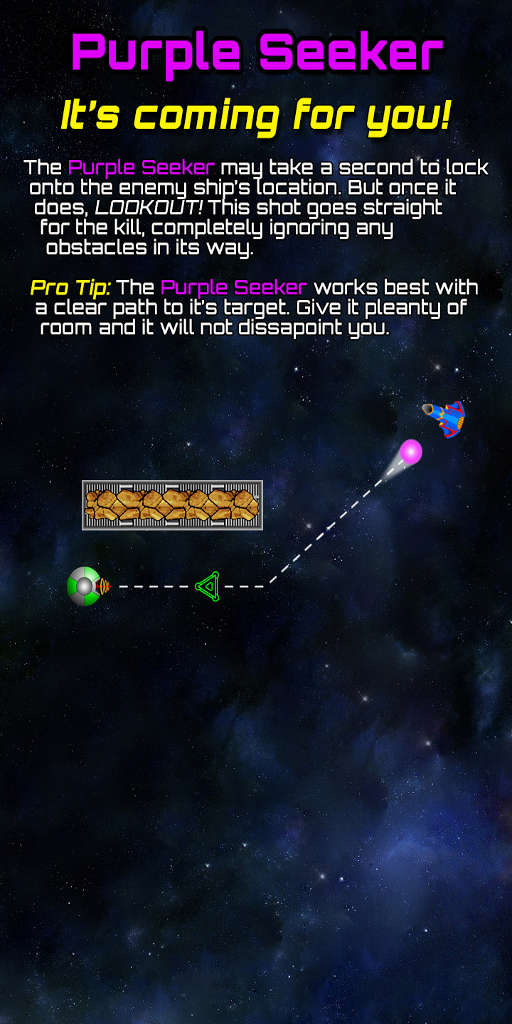 Purple Seeker
It's coming for you!
The Purple Seeker may take a second to lock
onto the enemy ship's location. But once it
does, LOOKOUT! This shot goes straight
for the kill, completely ignoring any
obstacles in its way.
Pro Tip: The Purple Seeker works best with
a clear path to it's target. Give it pleanty of
room and it will not dissapoint you.